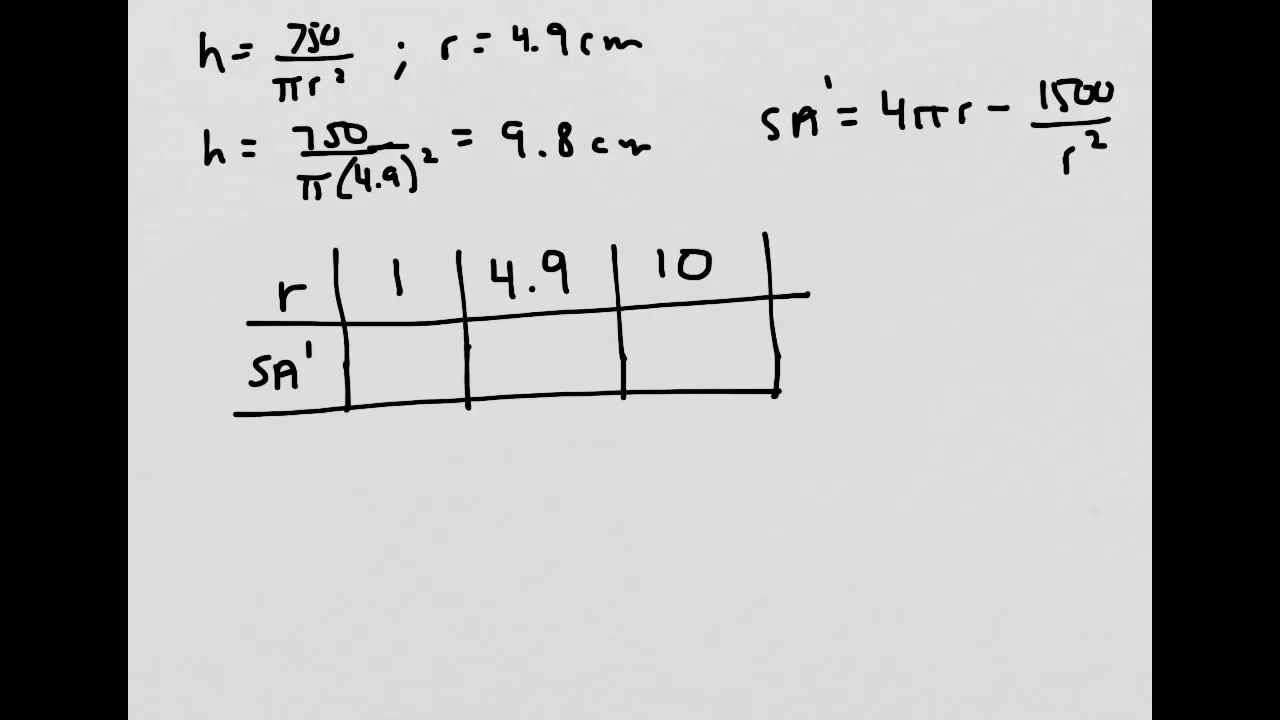 h = 750/πr² ; r = 4.9 cm
h = 750/π(4.9)² = 9.8 cm
SA' = 4πr − 1500/r²
r | 1 | 4.9 | 10
SA'